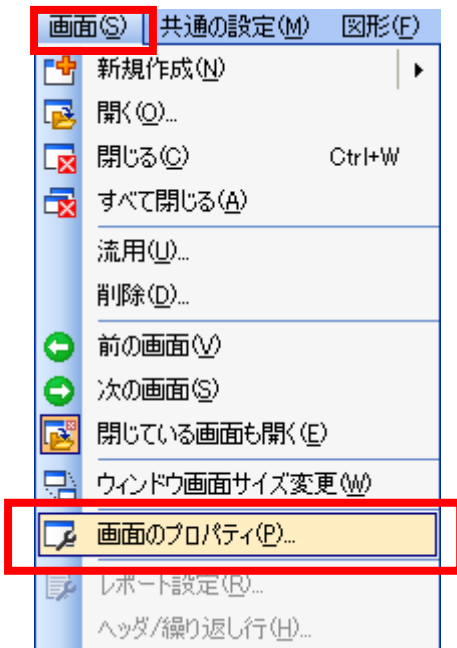 画面(S) 共通の設定(M) 図形(F)
新規作成(N)
開く(O)...
閉じる(C) Ctrl+W
すべて閉じる(A)
流用(U)...
削除(D)...
前の画面(V)
次の画面(S)
閉じている画面も開く(E)
ウィンドウ画面サイズ変更(W)
画面のプロパティ(P)...
レポート設定(R)...
ヘッダ/繰り返し行(H)...